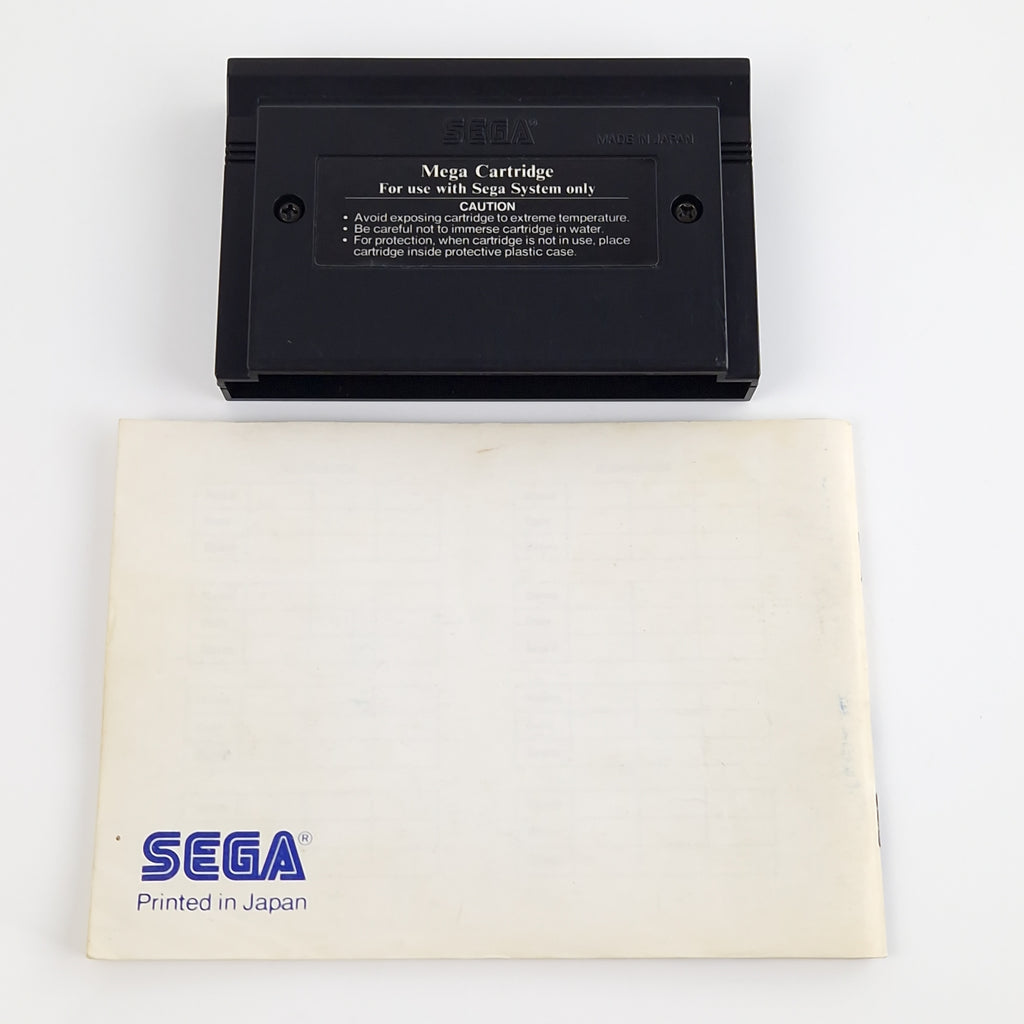 SEGA®
MADE IN JAPAN
Mega Cartridge
For use with Sega System only
CAUTION
• Avoid exposing cartridge to extreme temperature.
• Be careful not to immerse cartridge in water.
• For protection, when cartridge is not in use, place
cartridge inside protective plastic case.
SEGA®
Printed in Japan